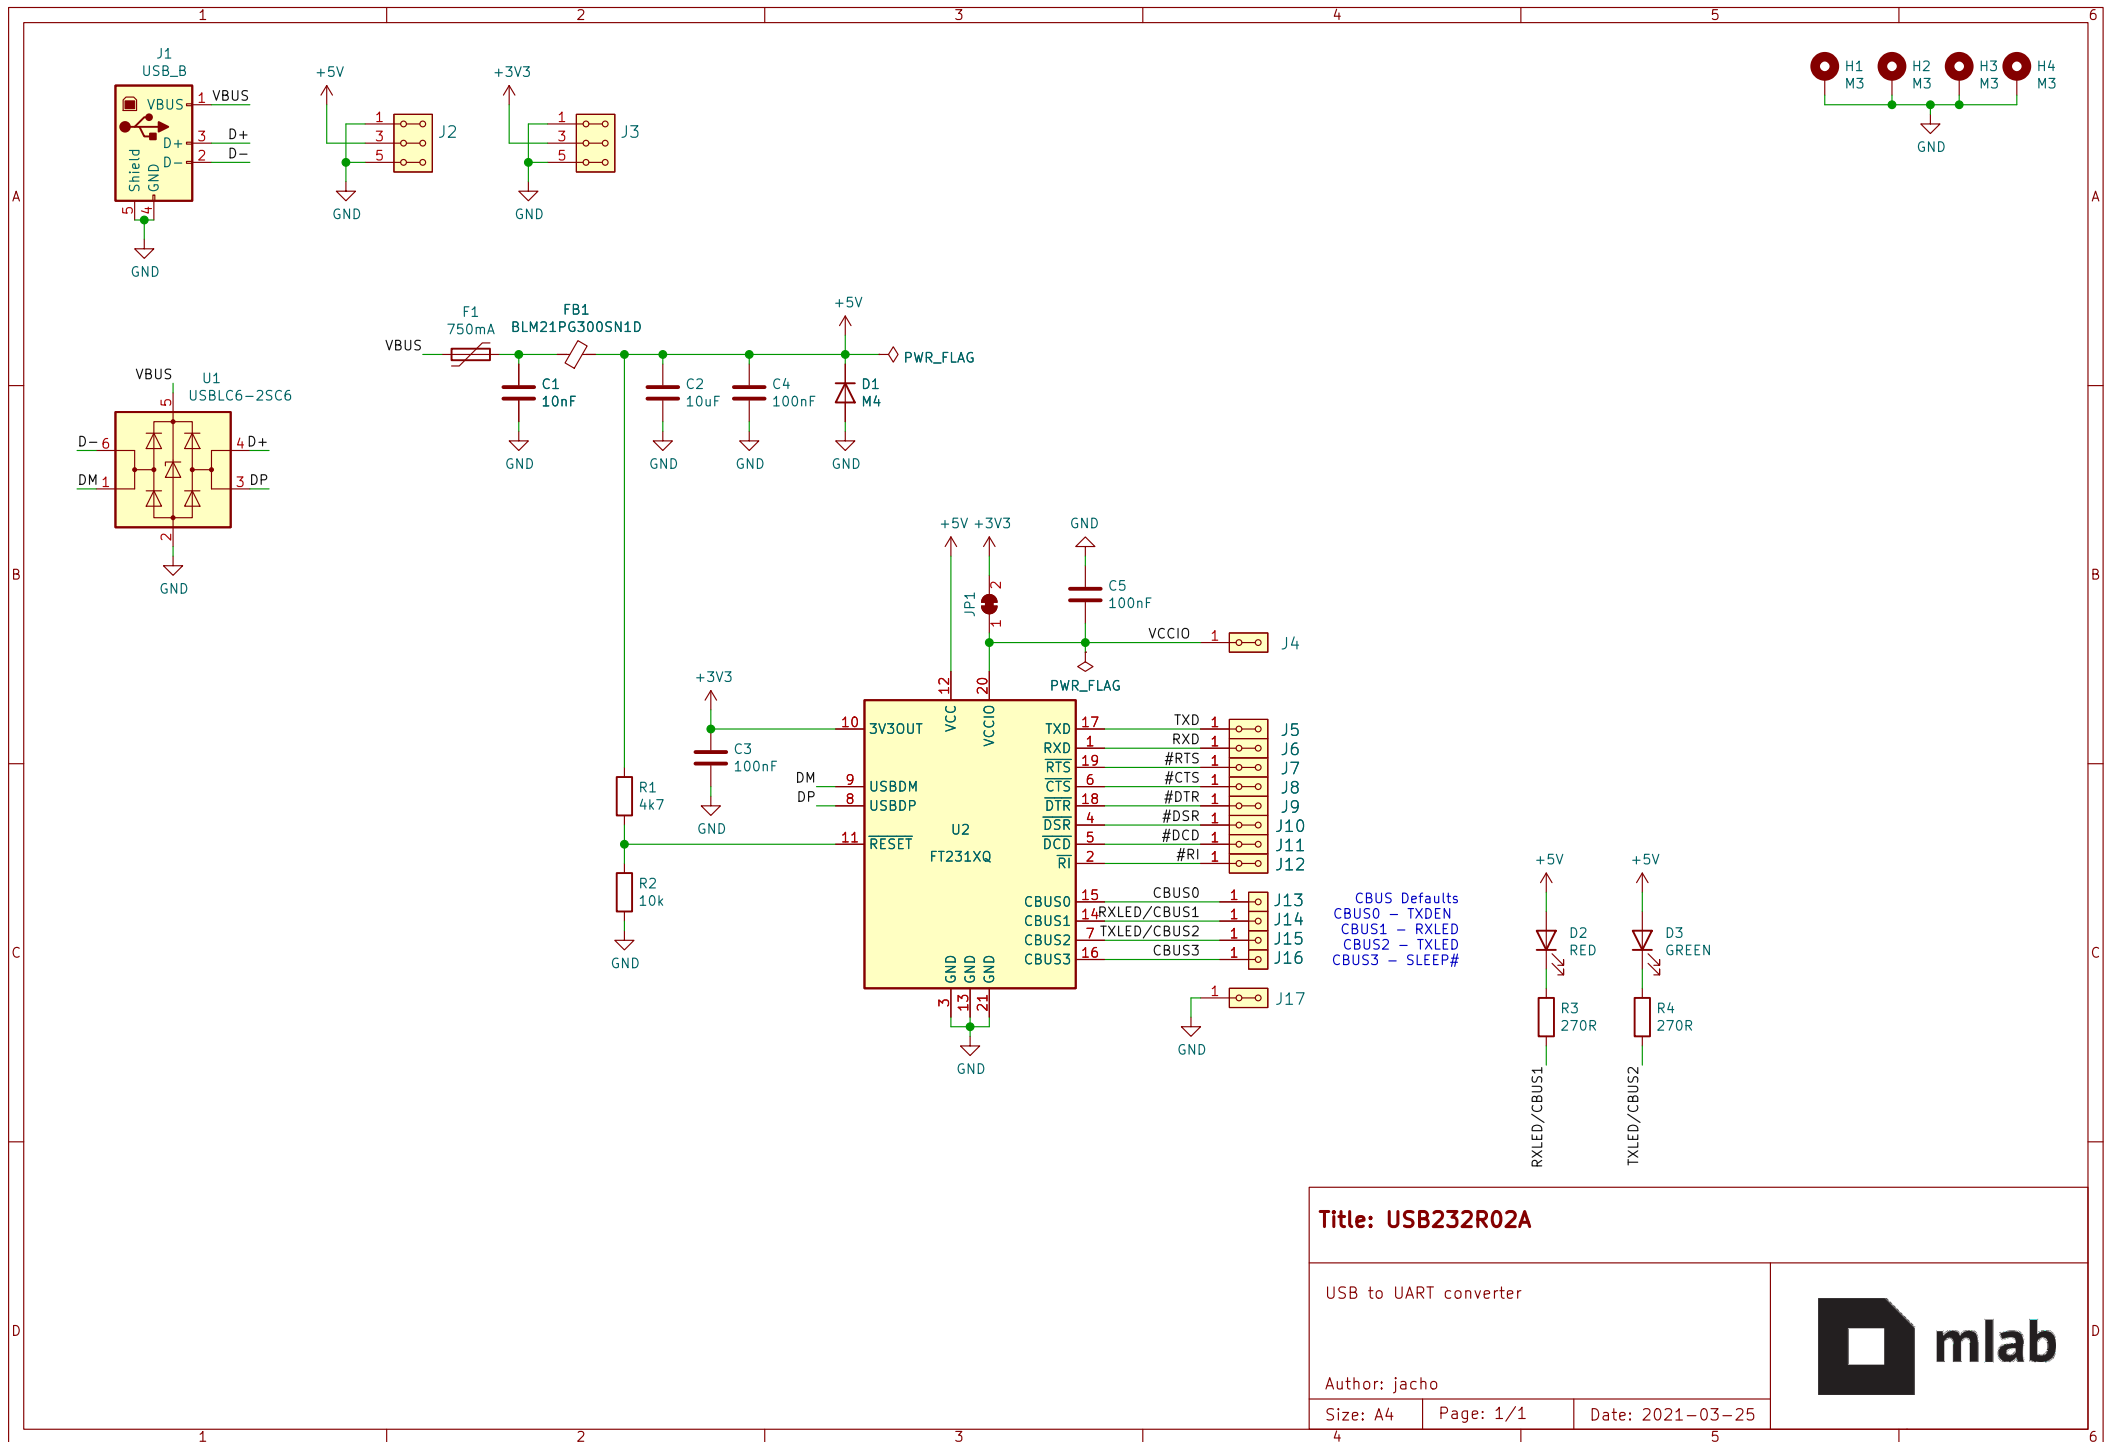 1 2 3 4 5 6
J1
USB_B
VBUS 1 VBUS
D+ 3 D+
D- 2 D-
Shield
GND
5 4
GND
+5V
1
3
5
J2
GND
+3V3
1
3
5
J3
GND
H1
M3
H2
M3
H3
M3
H4
M3
GND
A
A
VBUS
F1
750mA
FB1
BLM21PG300SN1D
+5V
PWR_FLAG
C1
10nF
GND
C2
10uF
GND
C4
100nF
GND
D1
M4
GND
VBUS
U1
USBLC6-2SC6
5
D- 6
4 D+
DM 1
3 DP
2
GND
B
B
+5V
+3V3
GND
JP1
2
1
C5
100nF
VCCIO 1 J4
PWR_FLAG
+3V3
C3
100nF
GND
R1
4k7
R2
10k
GND
12 VCC
20 VCCIO
10 3V3OUT
DM 9 USBDM
DP 8 USBDP
11 RESET
U2
FT231XQ
TXD 17 TXD 1 J5
RXD 1 RXD 1 J6
RTS 19 #RTS 1 J7
CTS 6 #CTS 1 J8
DTR 18 #DTR 1 J9
DSR 4 #DSR 1 J10
DCD 5 #DCD 1 J11
RI 2 #RI 1 J12
CBUS0 15 CBUS0 1 J13
CBUS1 14 RXLED/CBUS1 1 J14
CBUS2 7 TXLED/CBUS2 1 J15
CBUS3 16 CBUS3 1 J16
GND GND GND
3 13 21
GND
1 J17
GND
CBUS Defaults
CBUS0 - TXDEN
CBUS1 - RXLED
CBUS2 - TXLED
CBUS3 - SLEEP#
+5V
D2
RED
R3
270R
RXLED/CBUS1
+5V
D3
GREEN
R4
270R
TXLED/CBUS2
C
C
Title: USB232R02A
USB to UART converter
Author: jacho
Size: A4
Page: 1/1
Date: 2021-03-25
mlab
D
D
1 2 3 4 5 6